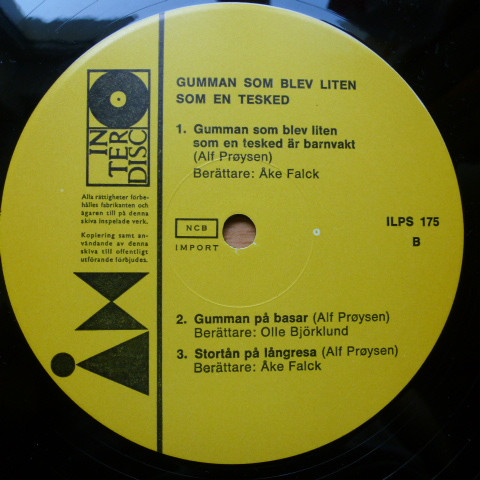 GUMMAN SOM BLEV LITEN
SOM EN TESKED
1. Gumman som blev liten
som en tesked är barnvakt
(Alf Prøysen)
Berättare: Åke Falck
IN
TER
DISC
Alla rättigheter förbe-
hålles fabrikanten och
ägaren till på denna
skiva inspelade verk.
Kopiering samt an-
vändande av denna
skiva till offentligt
utförande förbjudes.
NCB
IMPORT
ILPS 175
B
2. Gumman på basar (Alf Prøysen)
Berättare: Olle Björklund
3. Stortån på långresa (Alf Prøysen)
Berättare: Åke Falck